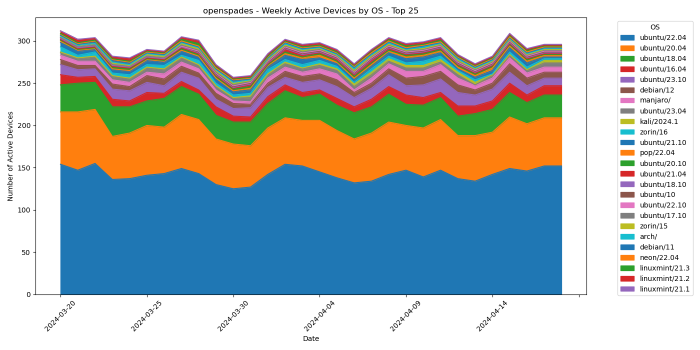 openspades - Weekly Active Devices by OS - Top 25
Number of Active Devices
300
250
200
150
100
50
0
2024-03-20
2024-03-25
2024-03-30
2024-04-04
2024-04-09
2024-04-14
Date
OS
ubuntu/22.04
ubuntu/20.04
ubuntu/18.04
ubuntu/16.04
ubuntu/23.10
debian/12
manjaro/
ubuntu/23.04
kali/2024.1
zorin/16
ubuntu/21.10
pop/22.04
ubuntu/20.10
ubuntu/21.04
ubuntu/18.10
ubuntu/10
ubuntu/22.10
ubuntu/17.10
zorin/15
arch/
debian/11
neon/22.04
linuxmint/21.3
linuxmint/21.2
linuxmint/21.1